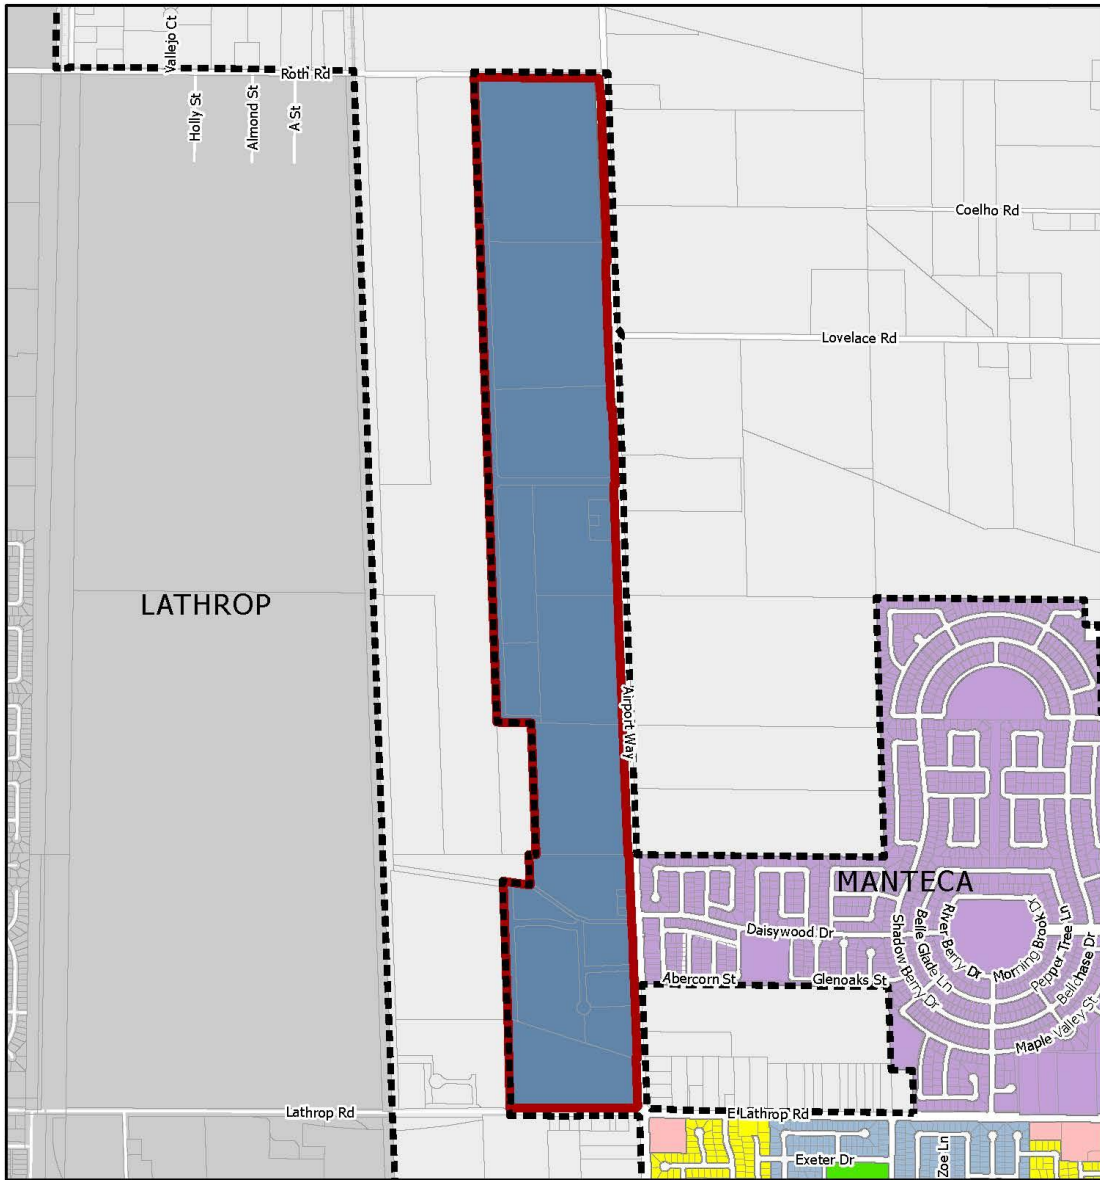 Vallejo Ct
Roth Rd
Holly St
Almond St
A St
Coelho Rd
Lovelace Rd
LATHROP
Airport Way
MANTECA
Daisywood Dr
Shadow Berry Dr
Belle Glade Ln
River Berry Dr
Morning Brook Dr
Pepper Tree Ln
Bellchase Dr
Abercorn St
Glenoaks St
Maple Valley St
Lathrop Rd
E Lathrop Rd
Exeter Dr
Zoe Ln